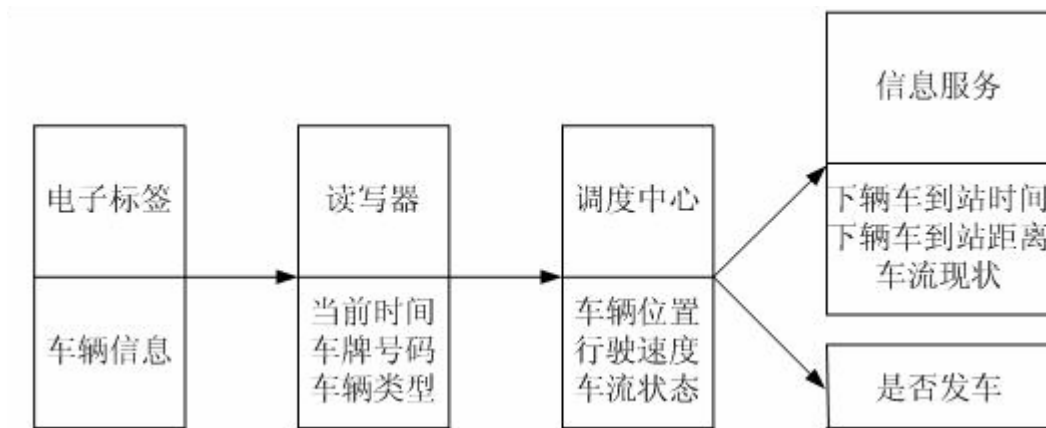 电子标签
车辆信息
读写器
当前时间
车牌号码
车辆类型
调度中心
车辆位置
行驶速度
车流状态
信息服务
下辆车到站时间
下辆车到站距离
车流现状
是否发车